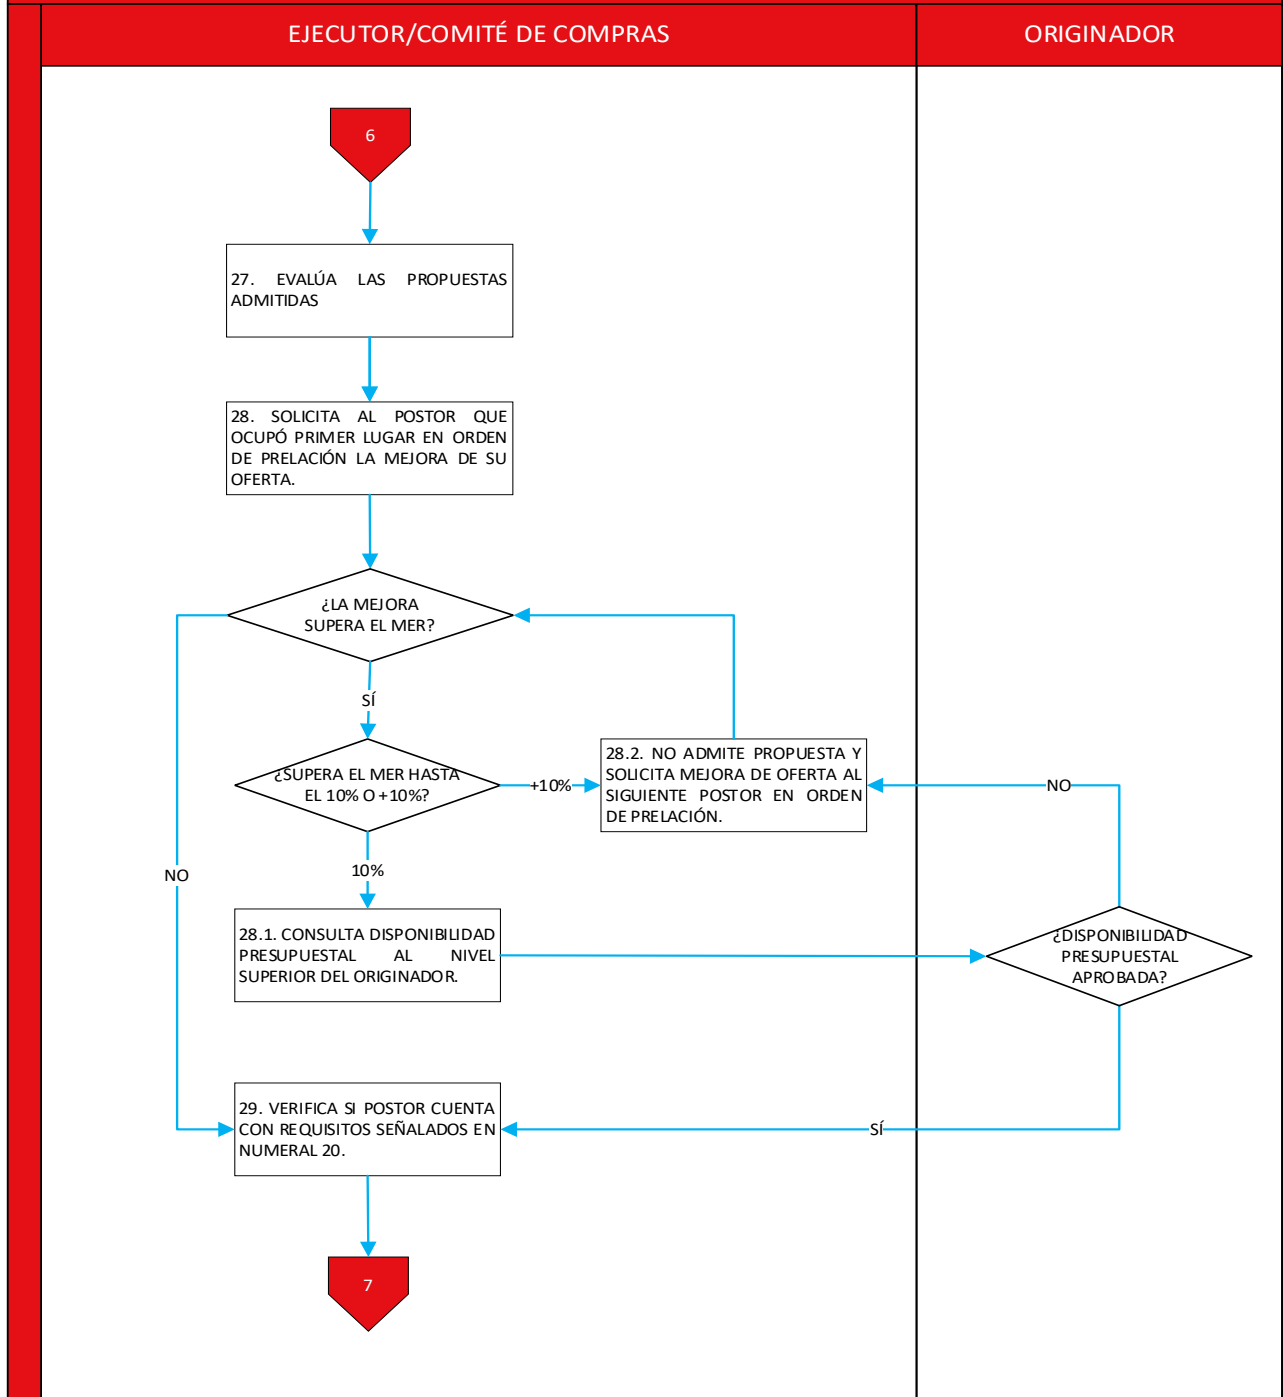 EJECUTOR/COMITÉ DE COMPRAS
ORIGINADOR
6
27. EVALÚA LAS PROPUESTAS
ADMITIDAS
28. SOLICITA AL POSTOR QUE
OCUPÓ PRIMER LUGAR EN ORDEN
DE PRELACIÓN LA MEJORA DE SU
OFERTA.
¿LA MEJORA
SUPERA EL MER?
SÍ
¿SUPERA EL MER HASTA
EL 10% O +10%?
+10%
28.2. NO ADMITE PROPUESTA Y
SOLICITA MEJORA DE OFERTA AL
SIGUIENTE POSTOR EN ORDEN
DE PRELACIÓN.
NO
10%
NO
28.1. CONSULTA DISPONIBILIDAD
PRESUPUESTAL AL NIVEL
SUPERIOR DEL ORIGINADOR.
¿DISPONIBILIDAD
PRESUPUESTAL
APROBADA?
29. VERIFICA SI POSTOR CUENTA
CON REQUISITOS SEÑALADOS EN
NUMERAL 20.
SÍ
7